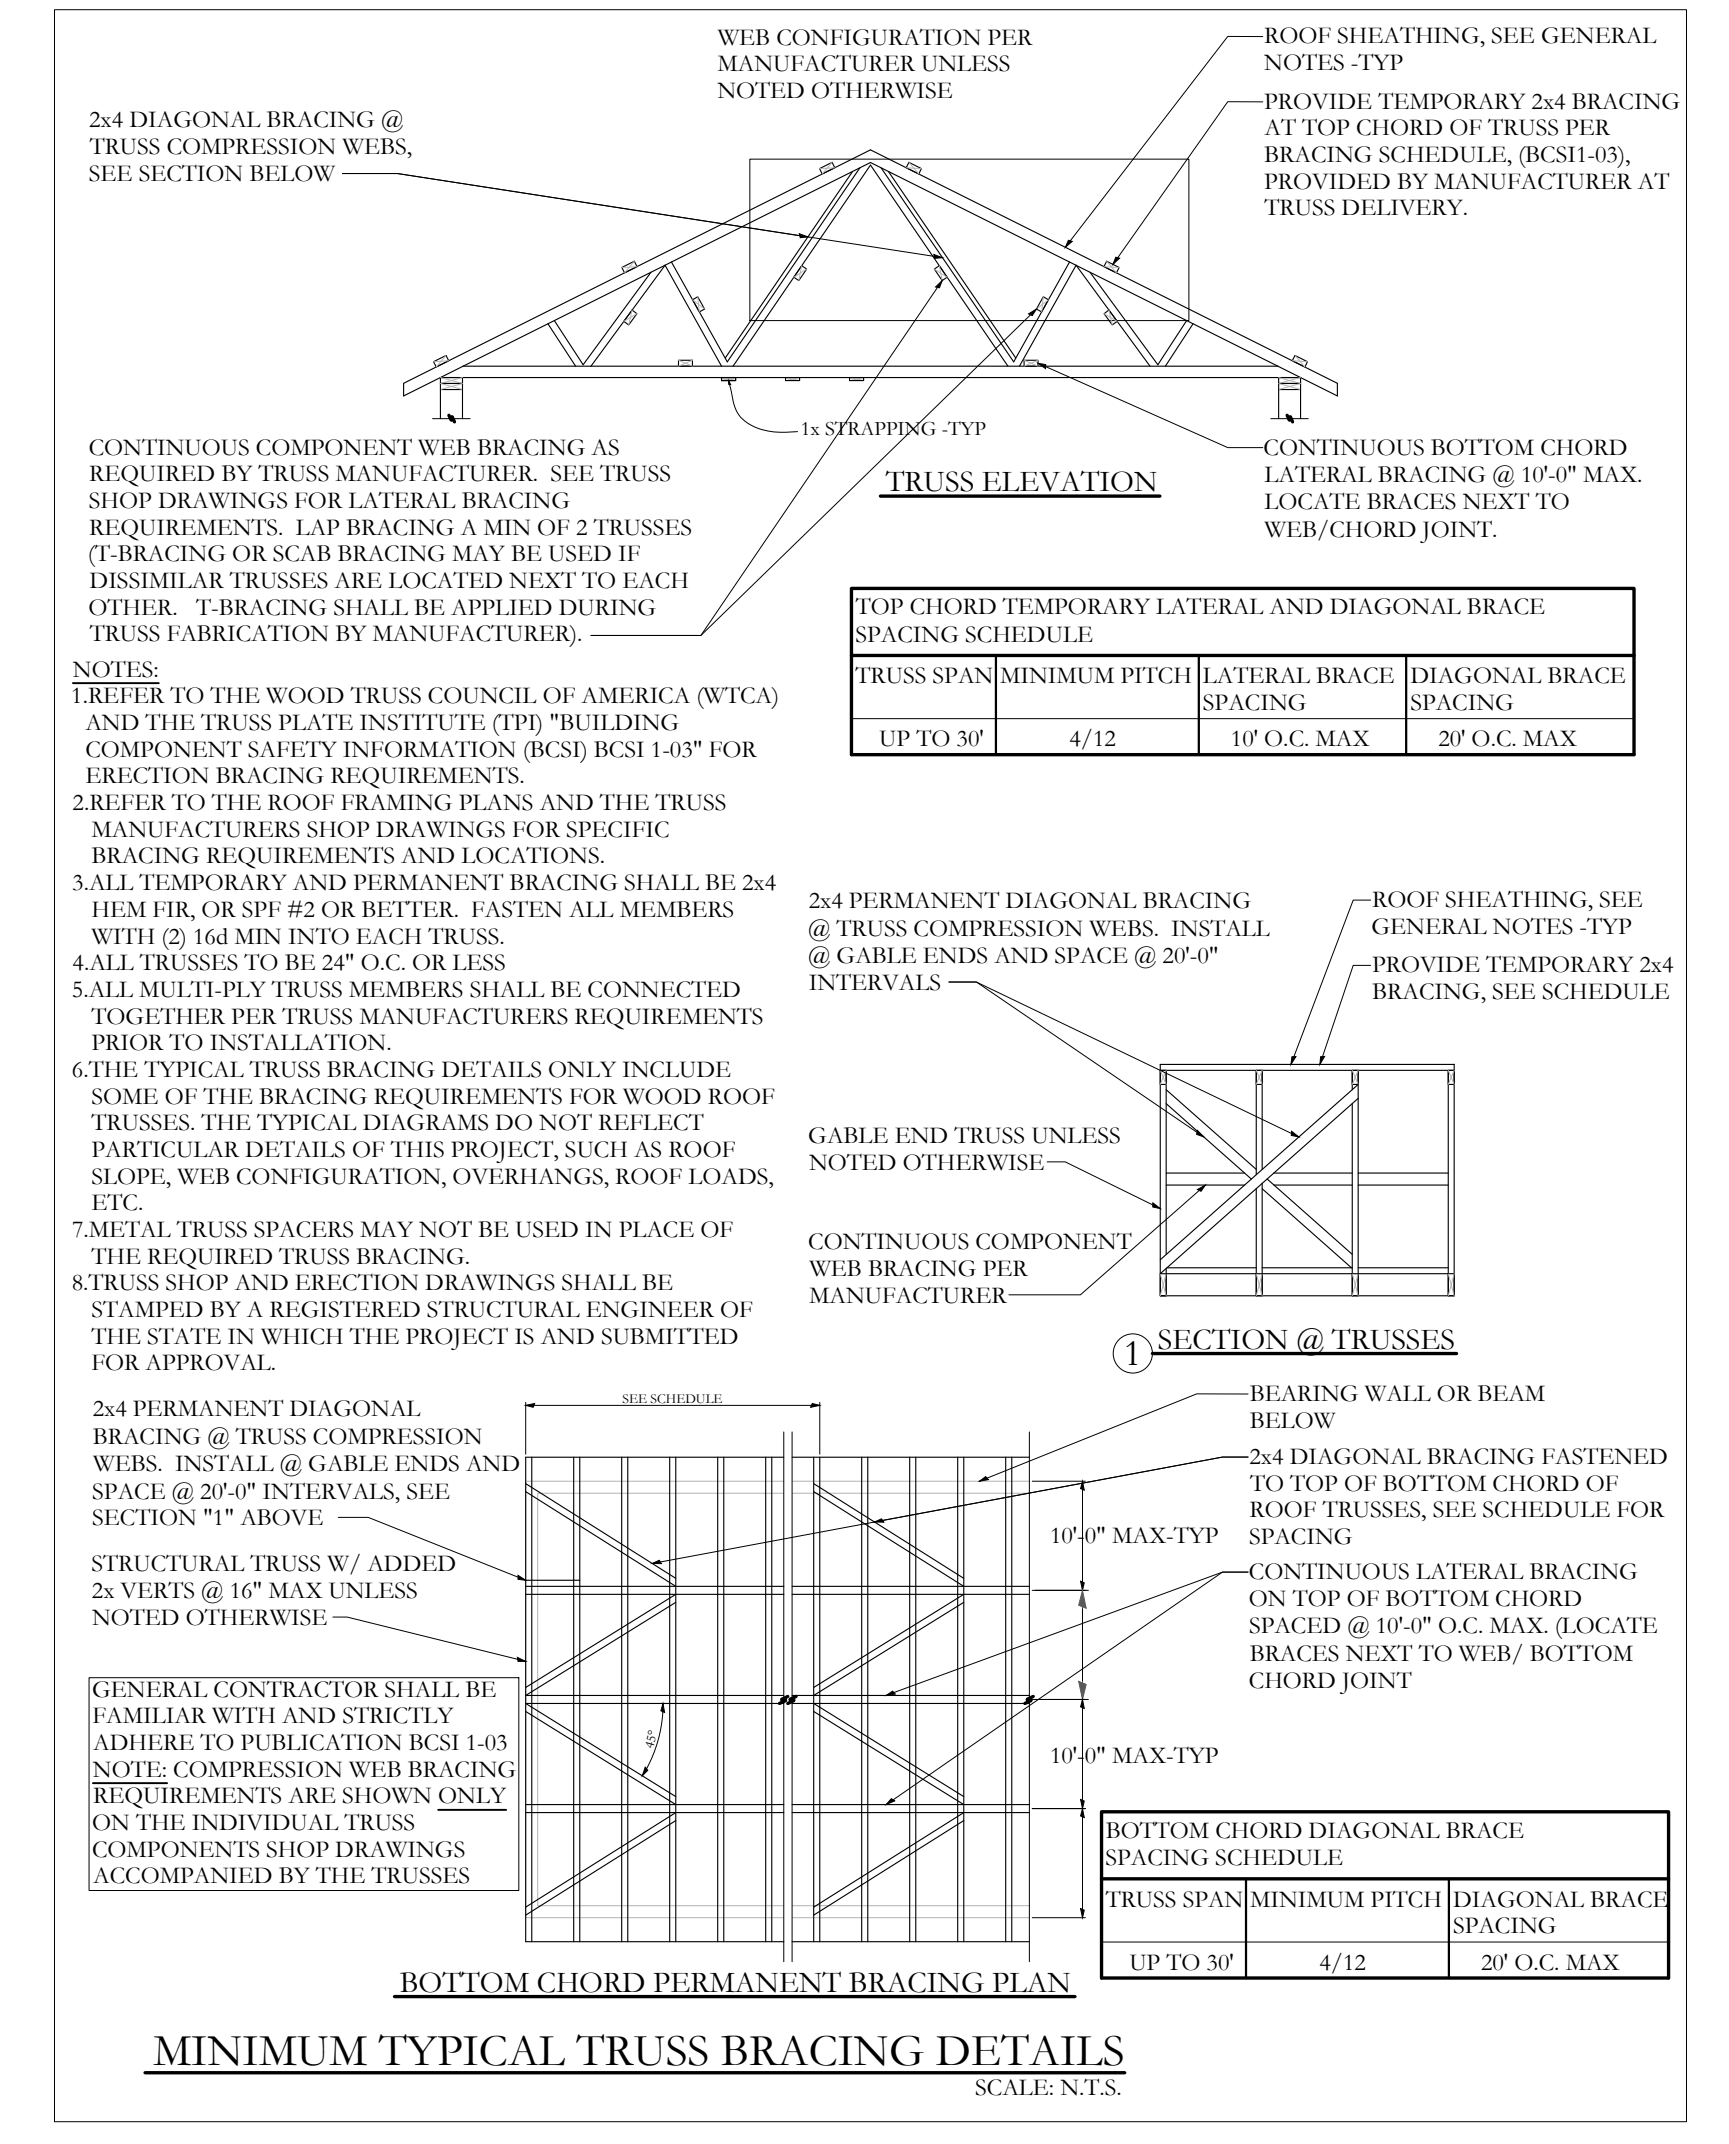 WEB CONFIGURATION PER
MANUFACTURER UNLESS
NOTED OTHERWISE
ROOF SHEATHING, SEE GENERAL
NOTES -TYP
PROVIDE TEMPORARY 2x4 BRACING
AT TOP CHORD OF TRUSS PER
BRACING SCHEDULE, (BCSI1-03),
PROVIDED BY MANUFACTURER AT
TRUSS DELIVERY.
2x4 DIAGONAL BRACING @
TRUSS COMPRESSION WEBS,
SEE SECTION BELOW
1x STRAPPING -TYP
TRUSS ELEVATION
CONTINUOUS BOTTOM CHORD
LATERAL BRACING @ 10'-0" MAX.
LOCATE BRACES NEXT TO
WEB/CHORD JOINT.
CONTINUOUS COMPONENT WEB BRACING AS
REQUIRED BY TRUSS MANUFACTURER. SEE TRUSS
SHOP DRAWINGS FOR LATERAL BRACING
REQUIREMENTS. LAP BRACING A MIN OF 2 TRUSSES
(T-BRACING OR SCAB BRACING MAY BE USED IF
DISSIMILAR TRUSSES ARE LOCATED NEXT TO EACH
OTHER. T-BRACING SHALL BE APPLIED DURING
TRUSS FABRICATION BY MANUFACTURER).
TOP CHORD TEMPORARY LATERAL AND DIAGONAL BRACE
SPACING SCHEDULE
TRUSS SPAN MINIMUM PITCH LATERAL BRACE DIAGONAL BRACE
SPACING SPACING
UP TO 30' 4/12 10' O.C. MAX 20' O.C. MAX
NOTES:
1.REFER TO THE WOOD TRUSS COUNCIL OF AMERICA (WTCA)
AND THE TRUSS PLATE INSTITUTE (TPI) "BUILDING
COMPONENT SAFETY INFORMATION (BCSI) BCSI 1-03" FOR
ERECTION BRACING REQUIREMENTS.
2.REFER TO THE ROOF FRAMING PLANS AND THE TRUSS
MANUFACTURERS SHOP DRAWINGS FOR SPECIFIC
BRACING REQUIREMENTS AND LOCATIONS.
3.ALL TEMPORARY AND PERMANENT BRACING SHALL BE 2x4
HEM FIR, OR SPF #2 OR BETTER. FASTEN ALL MEMBERS
WITH (2) 16d MIN INTO EACH TRUSS.
4.ALL TRUSSES TO BE 24" O.C. OR LESS
5.ALL MULTI-PLY TRUSS MEMBERS SHALL BE CONNECTED
TOGETHER PER TRUSS MANUFACTURERS REQUIREMENTS
PRIOR TO INSTALLATION.
6.THE TYPICAL TRUSS BRACING DETAILS ONLY INCLUDE
SOME OF THE BRACING REQUIREMENTS FOR WOOD ROOF
TRUSSES. THE TYPICAL DIAGRAMS DO NOT REFLECT
PARTICULAR DETAILS OF THIS PROJECT, SUCH AS ROOF
SLOPE, WEB CONFIGURATION, OVERHANGS, ROOF LOADS,
ETC.
7.METAL TRUSS SPACERS MAY NOT BE USED IN PLACE OF
THE REQUIRED TRUSS BRACING.
8.TRUSS SHOP AND ERECTION DRAWINGS SHALL BE
STAMPED BY A REGISTERED STRUCTURAL ENGINEER OF
THE STATE IN WHICH THE PROJECT IS AND SUBMITTED
FOR APPROVAL.
2x4 PERMANENT DIAGONAL BRACING
@ TRUSS COMPRESSION WEBS. INSTALL
@ GABLE ENDS AND SPACE @ 20'-0"
INTERVALS
ROOF SHEATHING, SEE
GENERAL NOTES -TYP
PROVIDE TEMPORARY 2x4
BRACING, SEE SCHEDULE
GABLE END TRUSS UNLESS
NOTED OTHERWISE
CONTINUOUS COMPONENT
WEB BRACING PER
MANUFACTURER
1 SECTION @ TRUSSES
2x4 PERMANENT DIAGONAL
BRACING @ TRUSS COMPRESSION
WEBS. INSTALL @ GABLE ENDS AND
SPACE @ 20'-0" INTERVALS, SEE
SECTION "1" ABOVE
STRUCTURAL TRUSS W/ ADDED
2x VERTS @ 16" MAX UNLESS
NOTED OTHERWISE
GENERAL CONTRACTOR SHALL BE
FAMILIAR WITH AND STRICTLY
ADHERE TO PUBLICATION BCSI 1-03
NOTE: COMPRESSION WEB BRACING
REQUIREMENTS ARE SHOWN ONLY
ON THE INDIVIDUAL TRUSS
COMPONENTS SHOP DRAWINGS
ACCOMPANIED BY THE TRUSSES
SEE SCHEDULE
45°
10'-0" MAX-TYP
10'-0" MAX-TYP
BEARING WALL OR BEAM
BELOW
2x4 DIAGONAL BRACING FASTENED
TO TOP OF BOTTOM CHORD OF
ROOF TRUSSES, SEE SCHEDULE FOR
SPACING
CONTINUOUS LATERAL BRACING
ON TOP OF BOTTOM CHORD
SPACED @ 10'-0" O.C. MAX. (LOCATE
BRACES NEXT TO WEB/ BOTTOM
CHORD JOINT
BOTTOM CHORD DIAGONAL BRACE
SPACING SCHEDULE
TRUSS SPAN MINIMUM PITCH DIAGONAL BRACE
SPACING
UP TO 30' 4/12 20' O.C. MAX
BOTTOM CHORD PERMANENT BRACING PLAN
MINIMUM TYPICAL TRUSS BRACING DETAILS
SCALE: N.T.S.